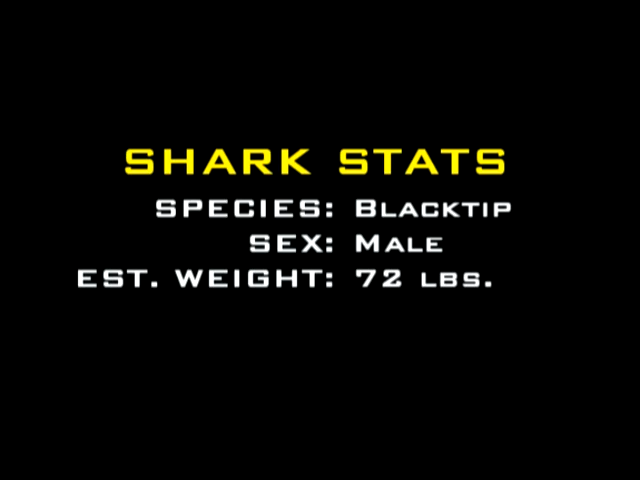 SHARK STATS
SPECIES: BLACKTIP
SEX: MALE
EST. WEIGHT: 72 LBS.